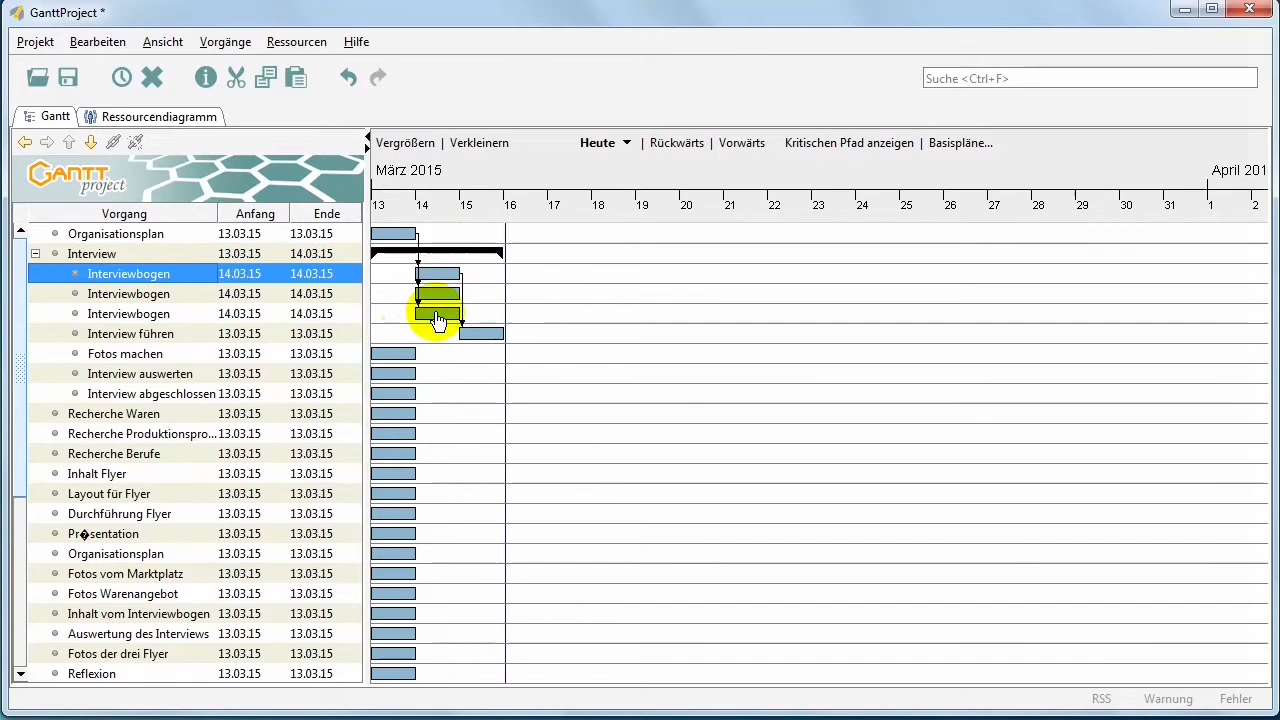 GanttProject *
Projekt Bearbeiten Ansicht Vorgänge Ressourcen Hilfe
Suche <Ctrl+F>
Gantt Ressourcendiagramm
Vergrößern | Verkleinern Heute | Rückwärts | Vorwärts Kritischen Pfad anzeigen | Basispläne...
GANTT project
März 2015 April 201
13 14 15 16 17 18 19 20 21 22 23 24 25 26 27 28 29 30 31 1 2
Vorgang Anfang Ende
Organisationsplan 13.03.15 13.03.15
Interview 13.03.15 14.03.15
Interviewbogen 14.03.15 14.03.15
Interviewbogen 14.03.15 14.03.15
Interviewbogen 14.03.15 14.03.15
Interview führen 13.03.15 13.03.15
Fotos machen 13.03.15 13.03.15
Interview auswerten 13.03.15 13.03.15
Interview abgeschlossen 13.03.15 13.03.15
Recherche Waren 13.03.15 13.03.15
Recherche Produktionspro... 13.03.15 13.03.15
Recherche Berufe 13.03.15 13.03.15
Inhalt Flyer 13.03.15 13.03.15
Layout für Flyer 13.03.15 13.03.15
Durchführung Flyer 13.03.15 13.03.15
Pr�sentation 13.03.15 13.03.15
Organisationsplan 13.03.15 13.03.15
Fotos vom Marktplatz 13.03.15 13.03.15
Fotos Warenangebot 13.03.15 13.03.15
Inhalt vom Interviewbogen 13.03.15 13.03.15
Auswertung des Interviews 13.03.15 13.03.15
Fotos der drei Flyer 13.03.15 13.03.15
Reflexion 13.03.15 13.03.15
RSS Warnung Fehler